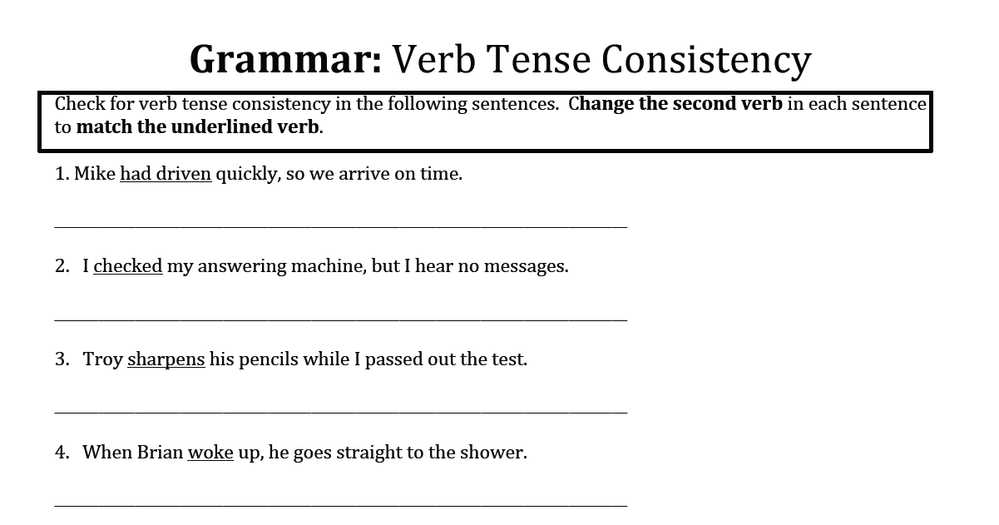 Grammar: Verb Tense Consistency
Check for verb tense consistency in the following sentences.  Change the second verb in each sentence
to match the underlined verb.
1. Mike had driven quickly, so we arrive on time.
2.  I checked my answering machine, but I hear no messages.
3.  Troy sharpens his pencils while I passed out the test.
4.  When Brian woke up, he goes straight to the shower.